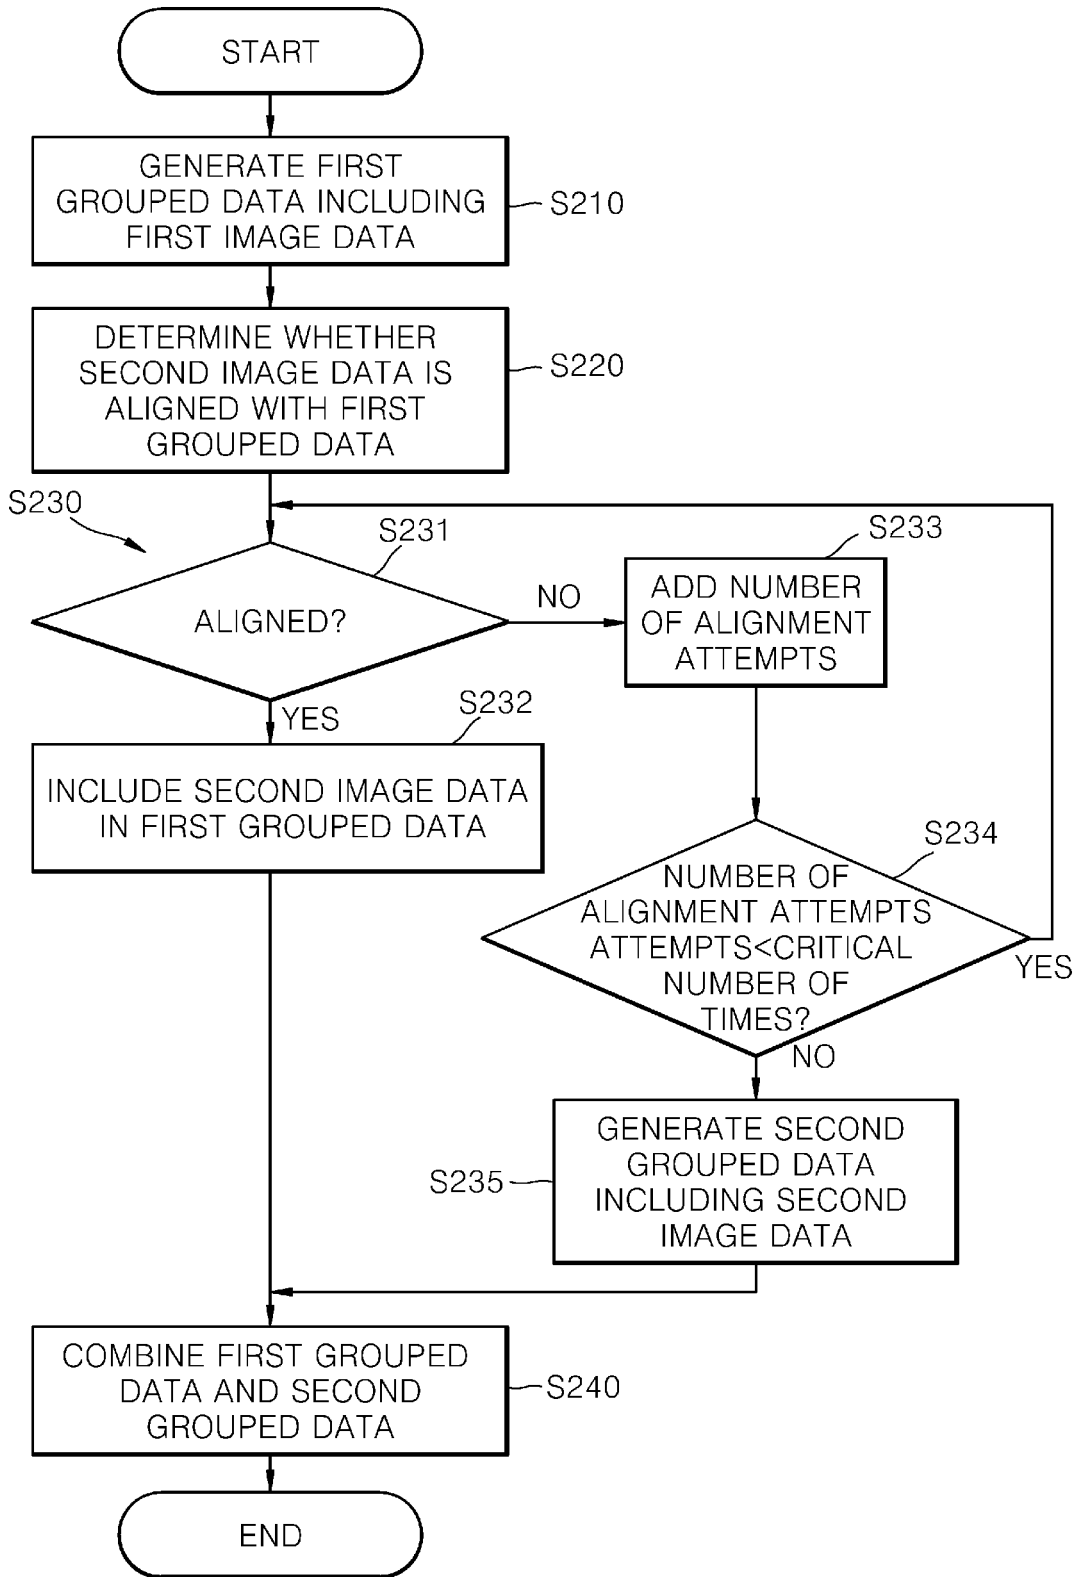 START
GENERATE FIRST
GROUPED DATA INCLUDING
FIRST IMAGE DATA
S210
DETERMINE WHETHER
SECOND IMAGE DATA IS
ALIGNED WITH FIRST
GROUPED DATA
S220
S230
S231
ALIGNED?
NO
S233
ADD NUMBER
OF ALIGNMENT
ATTEMPTS
YES
S232
INCLUDE SECOND IMAGE DATA
IN FIRST GROUPED DATA
S234
NUMBER OF
ALIGNMENT ATTEMPTS
ATTEMPTS<CRITICAL
NUMBER OF
TIMES?
YES
NO
GENERATE SECOND
GROUPED DATA
INCLUDING SECOND
IMAGE DATA
S235
COMBINE FIRST GROUPED
DATA AND SECOND
GROUPED DATA
S240
END